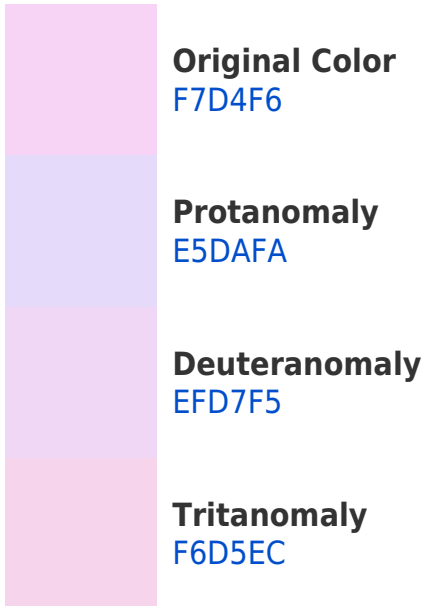 Original Color
F7D4F6
Protanomaly
E5DAFA
Deuteranomaly
EFD7F5
Tritanomaly
F6D5EC